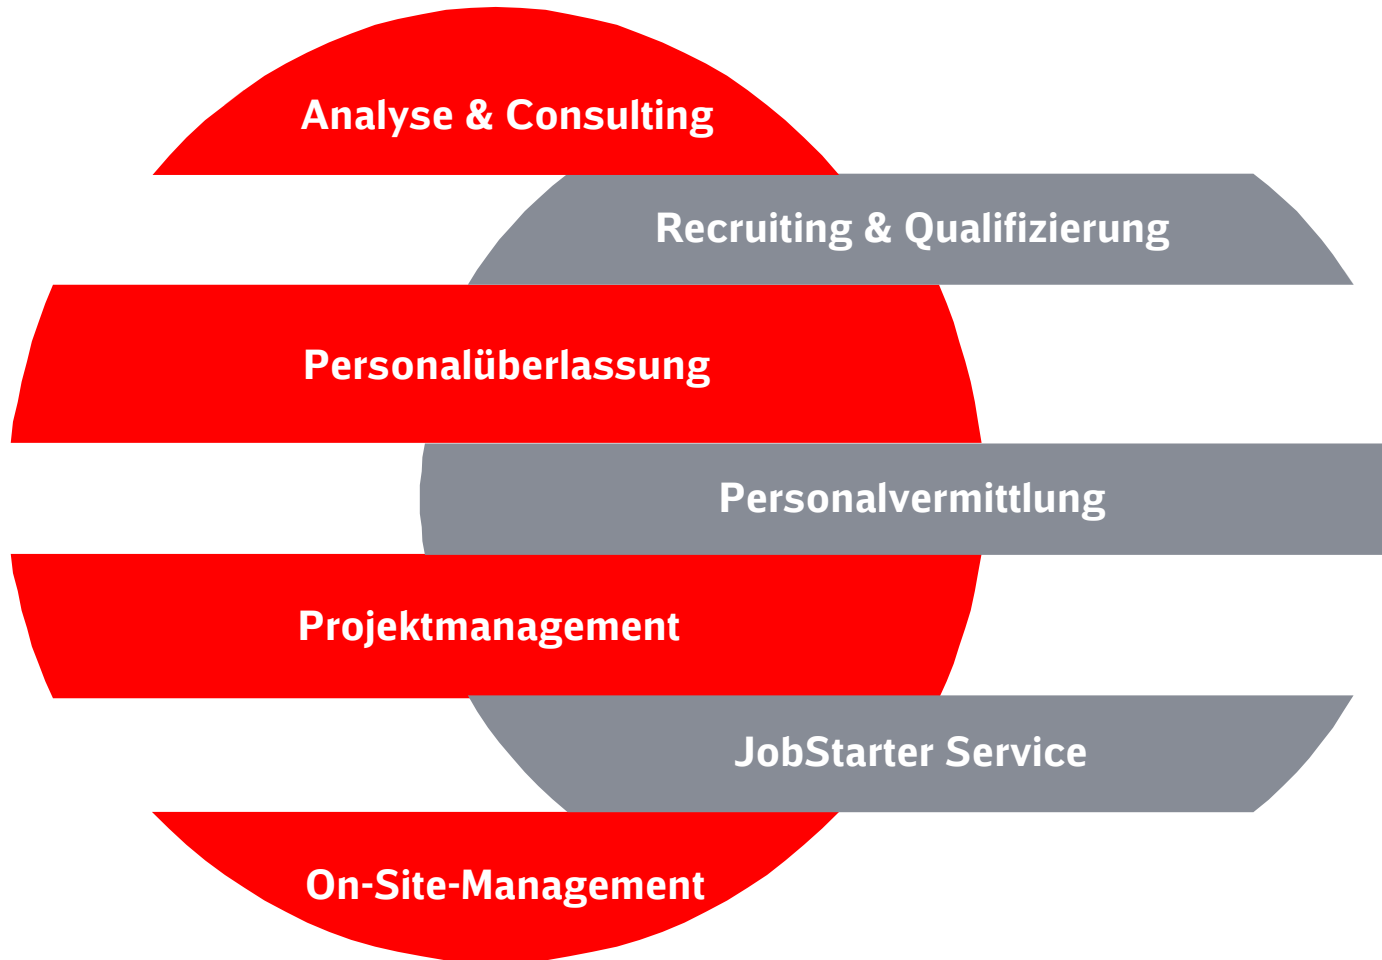 Analyse & Consulting
Recruiting & Qualifizierung
Personalüberlassung
Personalvermittlung
Projektmanagement
JobStarter Service
On-Site-Management